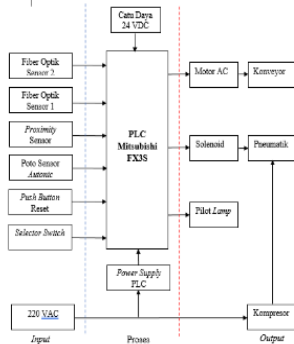 Catu Daya
24 VDC
Fiber Optik
Sensor 2
Fiber Optik
Sensor 1
Proximity
Sensor
Poto Sensor
Autonic
Push Button
Reset
Selector Switch
PLC
Mitsubishi
FX3S
Motor AC
Konveyor
Solenoid
Pneumatik
Pilot Lamp
Power Supply
PLC
220 VAC
Kompresor
Input
Proses
Output